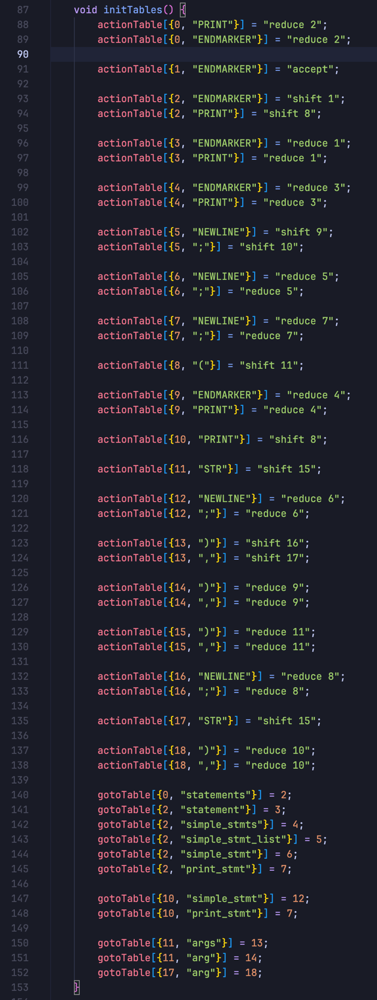 87 void initTables() {
88 actionTable[{0, "PRINT"}] = "reduce 2";
89 actionTable[{0, "ENDMARKER"}] = "reduce 2";
90
91 actionTable[{1, "ENDMARKER"}] = "accept";
92
93 actionTable[{2, "ENDMARKER"}] = "shift 1";
94 actionTable[{2, "PRINT"}] = "shift 8";
95
96 actionTable[{3, "ENDMARKER"}] = "reduce 1";
97 actionTable[{3, "PRINT"}] = "reduce 1";
98
99 actionTable[{4, "ENDMARKER"}] = "reduce 3";
100 actionTable[{4, "PRINT"}] = "reduce 3";
101
102 actionTable[{5, "NEWLINE"}] = "shift 9";
103 actionTable[{5, ";"}] = "shift 10";
104
105 actionTable[{6, "NEWLINE"}] = "reduce 5";
106 actionTable[{6, ";"}] = "reduce 5";
107
108 actionTable[{7, "NEWLINE"}] = "reduce 7";
109 actionTable[{7, ";"}] = "reduce 7";
110
111 actionTable[{8, "("}] = "shift 11";
112
113 actionTable[{9, "ENDMARKER"}] = "reduce 4";
114 actionTable[{9, "PRINT"}] = "reduce 4";
115
116 actionTable[{10, "PRINT"}] = "shift 8";
117
118 actionTable[{11, "STR"}] = "shift 15";
119
120 actionTable[{12, "NEWLINE"}] = "reduce 6";
121 actionTable[{12, ";"}] = "reduce 6";
122
123 actionTable[{13, ")"}] = "shift 16";
124 actionTable[{13, ","}] = "shift 17";
125
126 actionTable[{14, ")"}] = "reduce 9";
127 actionTable[{14, ","}] = "reduce 9";
128
129 actionTable[{15, ")"}] = "reduce 11";
130 actionTable[{15, ","}] = "reduce 11";
131
132 actionTable[{16, "NEWLINE"}] = "reduce 8";
133 actionTable[{16, ";"}] = "reduce 8";
134
135 actionTable[{17, "STR"}] = "shift 15";
136
137 actionTable[{18, ")"}] = "reduce 10";
138 actionTable[{18, ","}] = "reduce 10";
139
140 gotoTable[{0, "statements"}] = 2;
141 gotoTable[{2, "statement"}] = 3;
142 gotoTable[{2, "simple_stmts"}] = 4;
143 gotoTable[{2, "simple_stmt_list"}] = 5;
144 gotoTable[{2, "simple_stmt"}] = 6;
145 gotoTable[{2, "print_stmt"}] = 7;
146
147 gotoTable[{10, "simple_stmt"}] = 12;
148 gotoTable[{10, "print_stmt"}] = 7;
149
150 gotoTable[{11, "args"}] = 13;
151 gotoTable[{11, "arg"}] = 14;
152 gotoTable[{17, "arg"}] = 18;
153 }